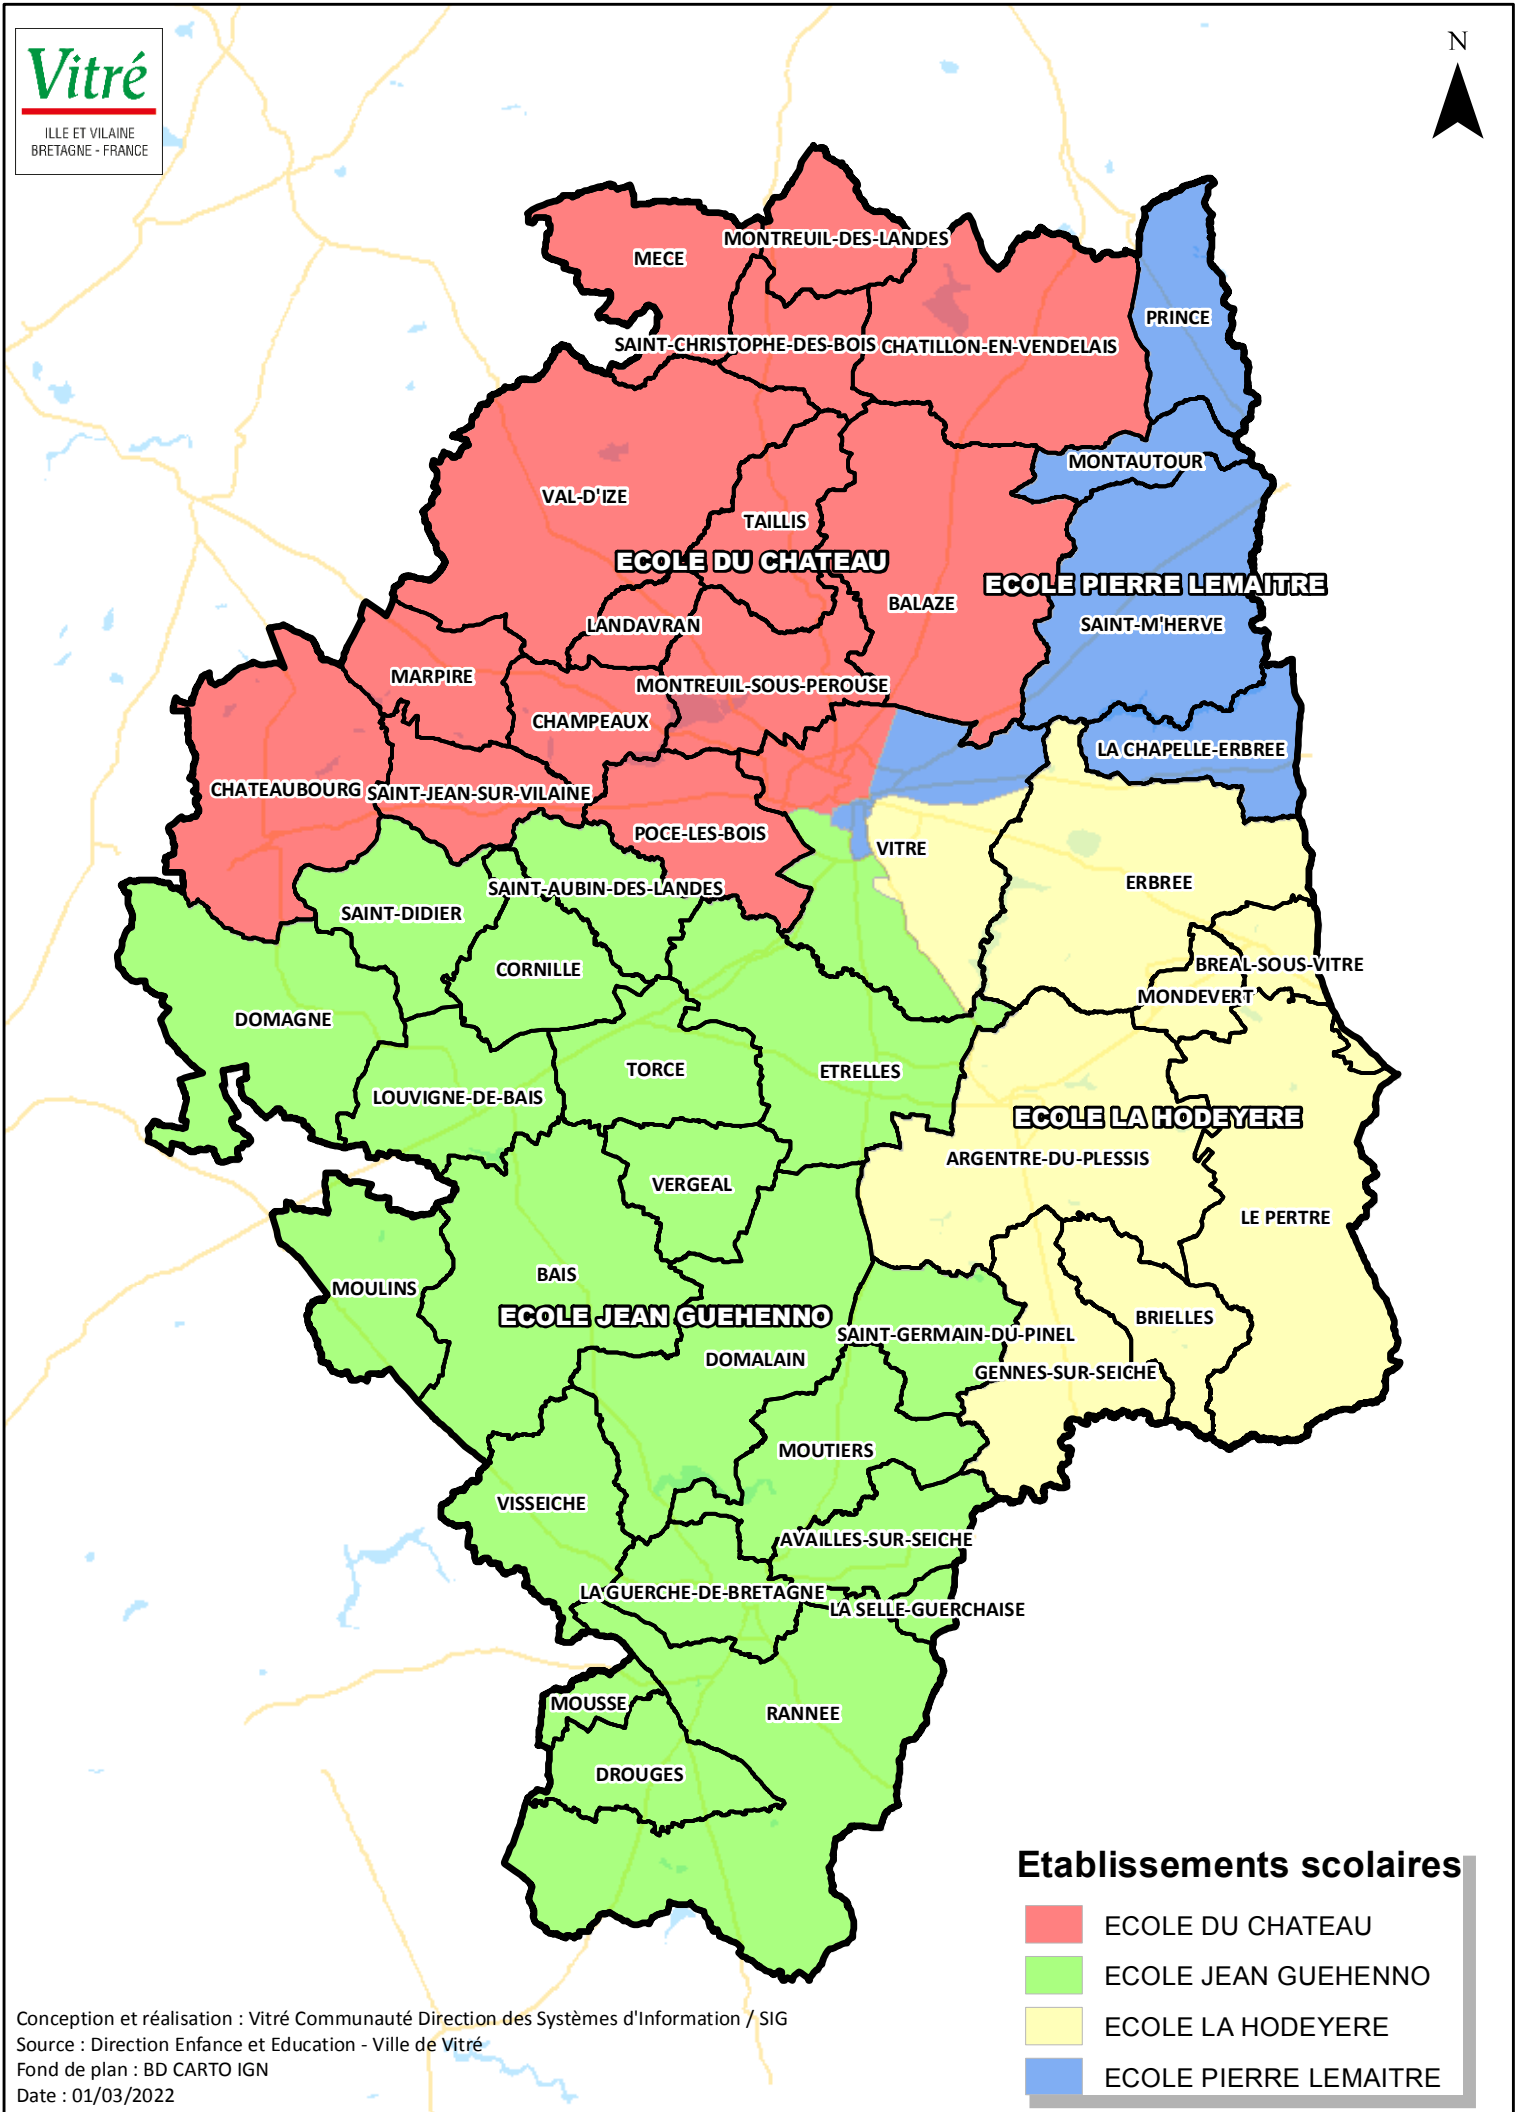 Vitré
ILLE ET VILAINE
BRETAGNE - FRANCE
N
MONTREUIL-DES-LANDES
MECE
PRINCE
SAINT-CHRISTOPHE-DES-BOIS
CHATILLON-EN-VENDELAIS
MONTAUTOUR
VAL-D'IZE
TAILLIS
ECOLE DU CHATEAU
ECOLE PIERRE LEMAITRE
BALAZE
LANDAVRAN
SAINT-M'HERVE
MARPIRE
MONTREUIL-SOUS-PEROUSE
CHAMPEAUX
LA CHAPELLE-ERBREE
CHATEAUBOURG
SAINT-JEAN-SUR-VILAINE
POCE-LES-BOIS
VITRE
ERBREE
SAINT-AUBIN-DES-LANDES
SAINT-DIDIER
CORNILLE
BREAL-SOUS-VITRE
MONDEVERT
DOMAGNE
TORCE
ETRELLES
LOUVIGNE-DE-BAIS
ECOLE LA HODEYERE
ARGENTRE-DU-PLESSIS
VERGEAL
LE PERTRE
BAIS
MOULINS
ECOLE JEAN GUEHENNO
BRIELLES
SAINT-GERMAIN-DU-PINEL
DOMALAIN
GENNES-SUR-SEICHE
MOUTIERS
VISSEICHE
AVAILLES-SUR-SEICHE
LA GUERCHE-DE-BRETAGNE
LA SELLE-GUERCHAISE
MOUSSE
RANNEE
DROUGES
Etablissements scolaires
ECOLE DU CHATEAU
ECOLE JEAN GUEHENNO
ECOLE LA HODEYERE
ECOLE PIERRE LEMAITRE
Conception et réalisation : Vitré Communauté Direction des Systèmes d'Information / SIG
Source : Direction Enfance et Education - Ville de Vitré
Fond de plan : BD CARTO IGN
Date : 01/03/2022